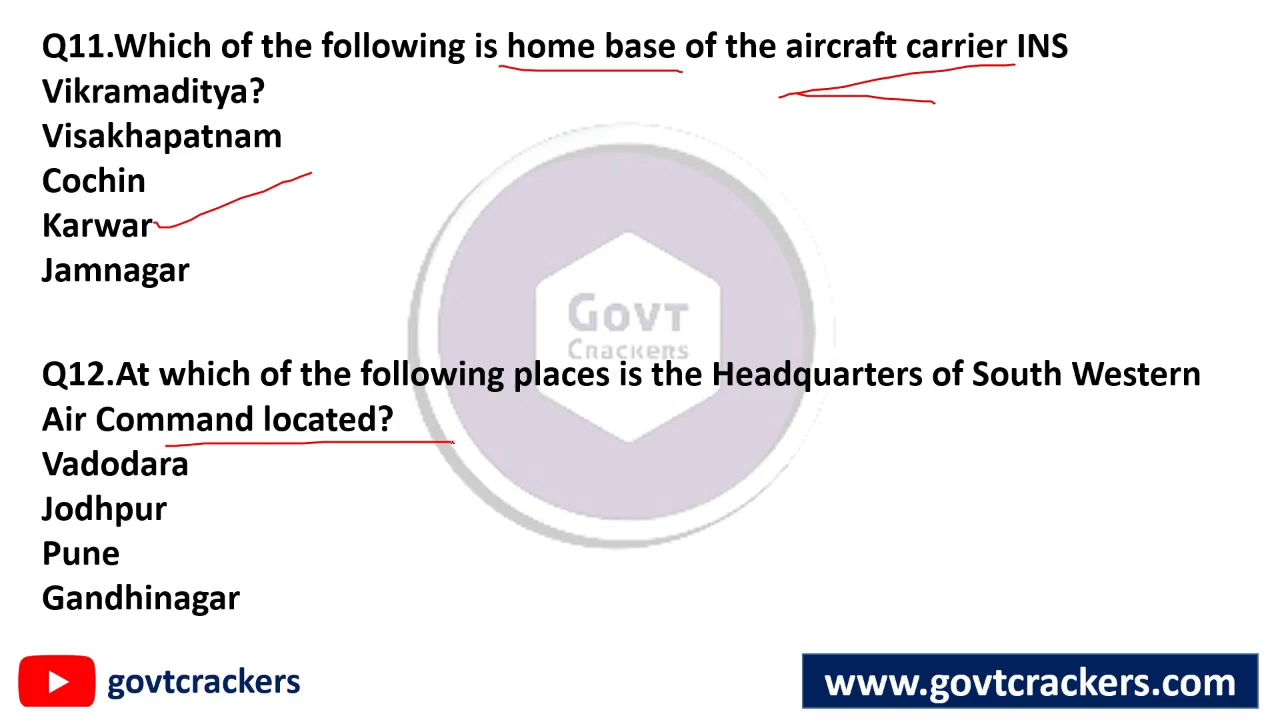 Q11.Which of the following is home base of the aircraft carrier INS
Vikramaditya?
Visakhapatnam
Cochin
Karwar
Jamnagar
GOVT
CRACKERS
Q12.At which of the following places is the Headquarters of South Western
Air Command located?
Vadodara
Jodhpur
Pune
Gandhinagar
govtcrackers
www.govtcrackers.com